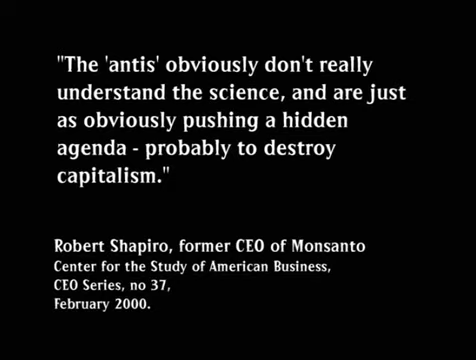 "The 'antis' obviously don't really
understand the science, and are just
as obviously pushing a hidden
agenda - probably to destroy
capitalism."
Robert Shapiro, former CEO of Monsanto
Center for the Study of American Business,
CEO Series, no 37,
February 2000.